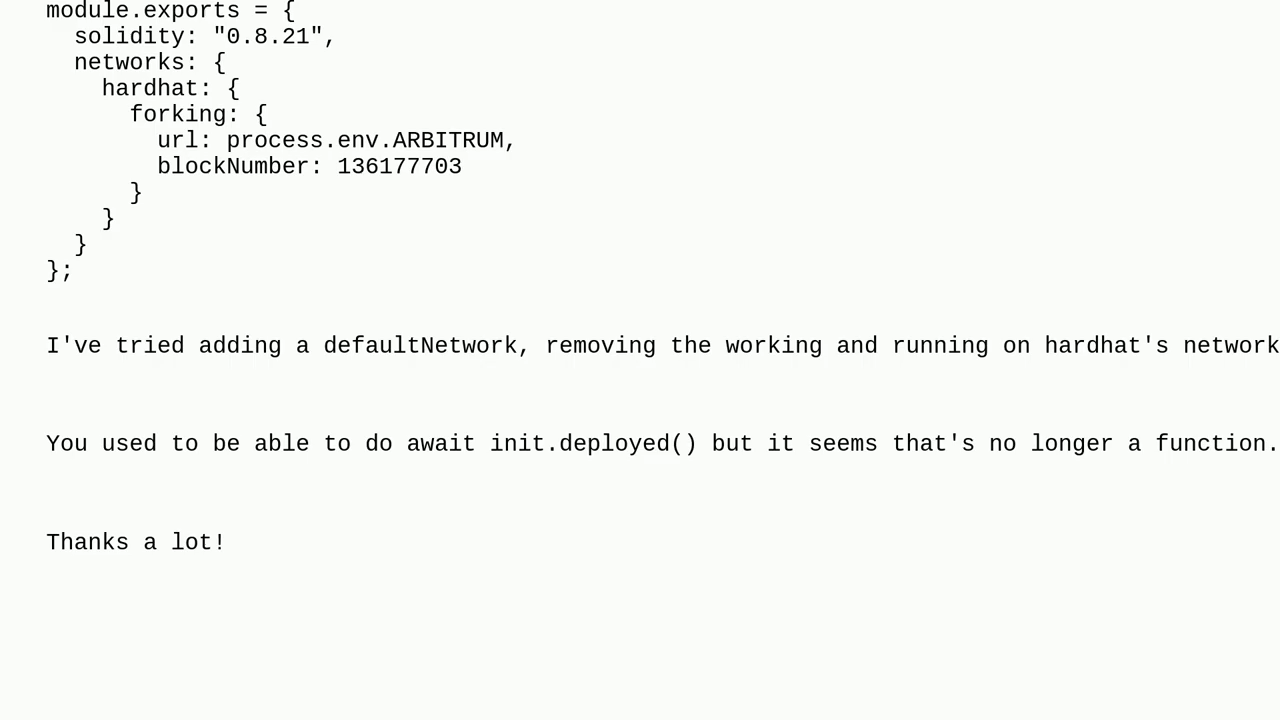 module.exports = {
  solidity: "0.8.21",
  networks: {
    hardhat: {
      forking: {
        url: process.env.ARBITRUM,
        blockNumber: 136177703
      }
    }
  }
};
I've tried adding a defaultNetwork, removing the working and running on hardhat's network
You used to be able to do await init.deployed() but it seems that's no longer a function.
Thanks a lot!